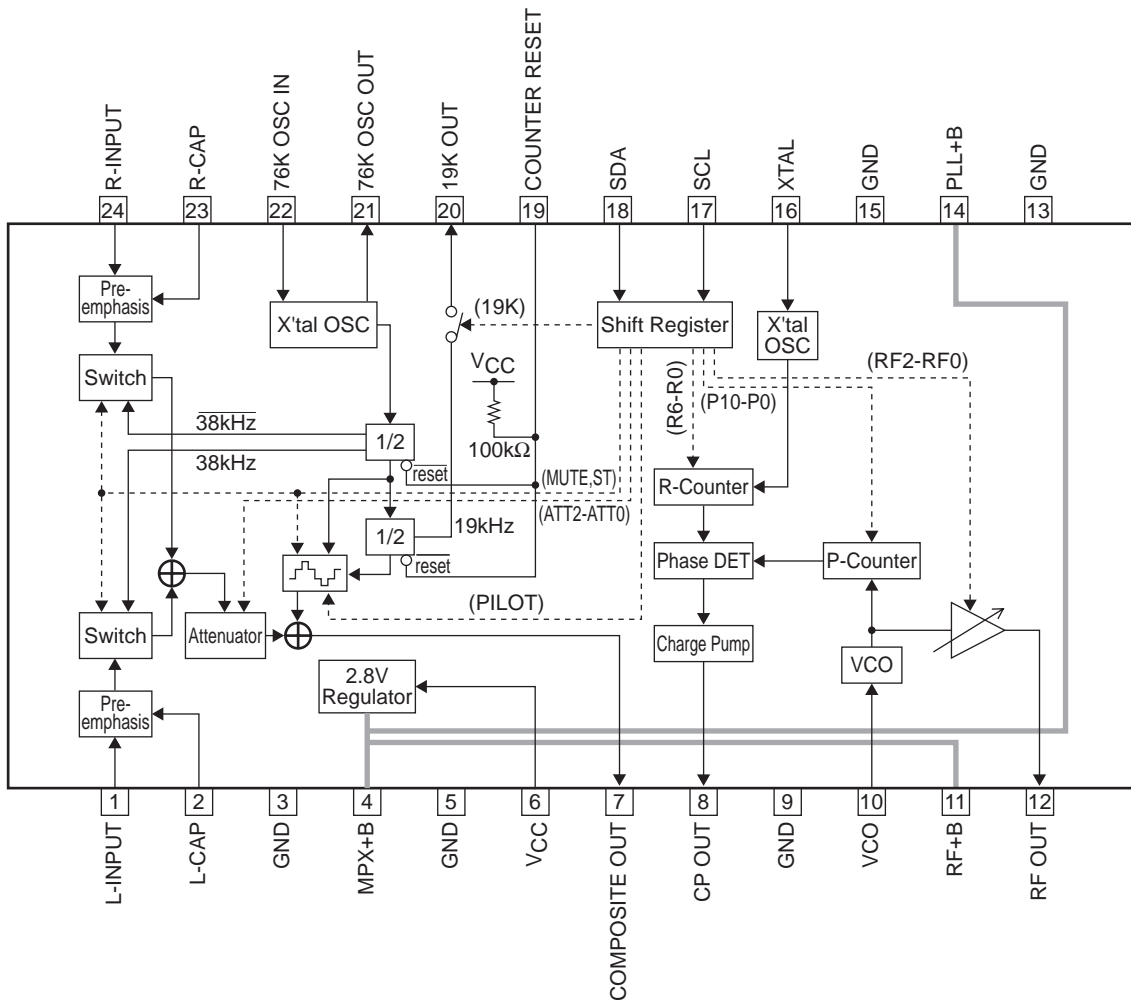 R-INPUT
R-CAP
76K OSC IN
76K OSC OUT
19K OUT
COUNTER RESET
SDA
SCL
XTAL
GND
PLL+B
GND
24
23
22
21
20
19
18
17
16
15
14
13
Pre-
emphasis
X'tal OSC
(19K)
Shift Register
X'tal
OSC
Switch
VCC
(RF2-RF0)
(R6-R0)
(P10-P0)
38kHz
1/2
100kΩ
38kHz
reset
(MUTE,ST)
R-Counter
(ATT2-ATT0)
1/2
19kHz
reset
Phase DET
P-Counter
(PILOT)
Switch
Attenuator
Charge Pump
VCO
2.8V
Regulator
Pre-
emphasis
1
2
3
4
5
6
7
8
9
10
11
12
L-INPUT
L-CAP
GND
MPX+B
GND
VCC
COMPOSITE OUT
CP OUT
GND
VCO
RF+B
RF OUT